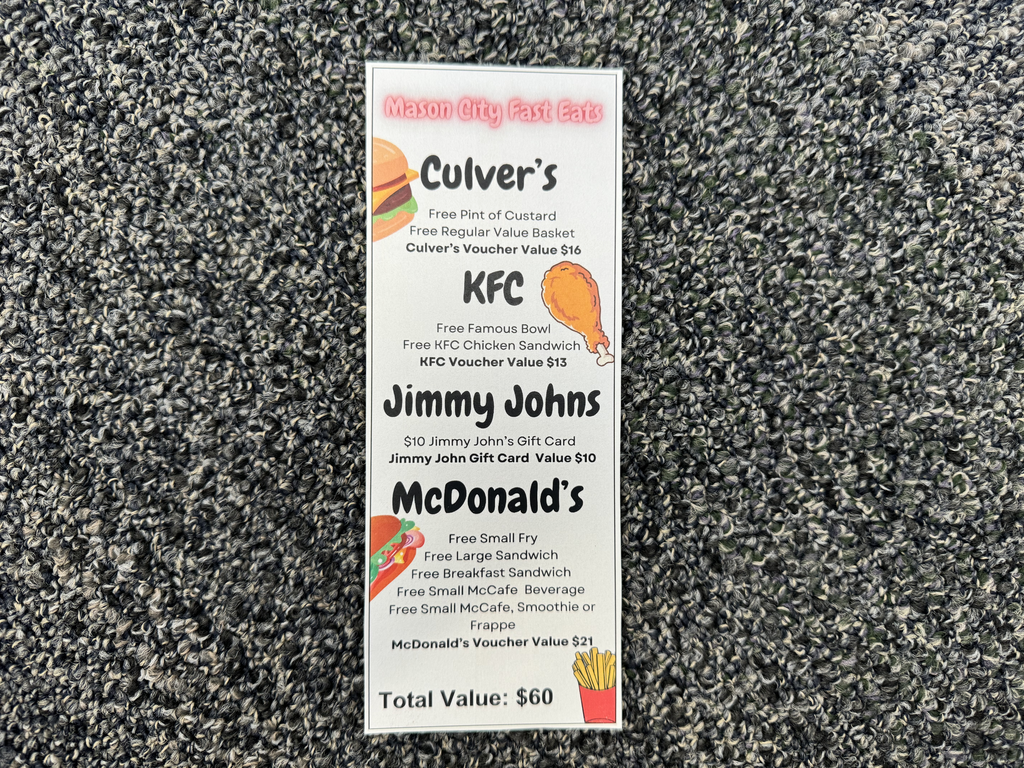 Mason City Fast Eats
Culver's
Free Pint of Custard
Free Regular Value Basket
Culver's Voucher Value $16
KFC
Free Famous Bowl
Free KFC Chicken Sandwich
KFC Voucher Value $13
Jimmy Johns
$10 Jimmy John's Gift Card
Jimmy John Gift Card Value $10
McDonald's
Free Small Fry
Free Large Sandwich
Free Breakfast Sandwich
Free Small McCafe Beverage
Free Small McCafe, Smoothie or
Frappe
McDonald's Voucher Value $21
Total Value: $60